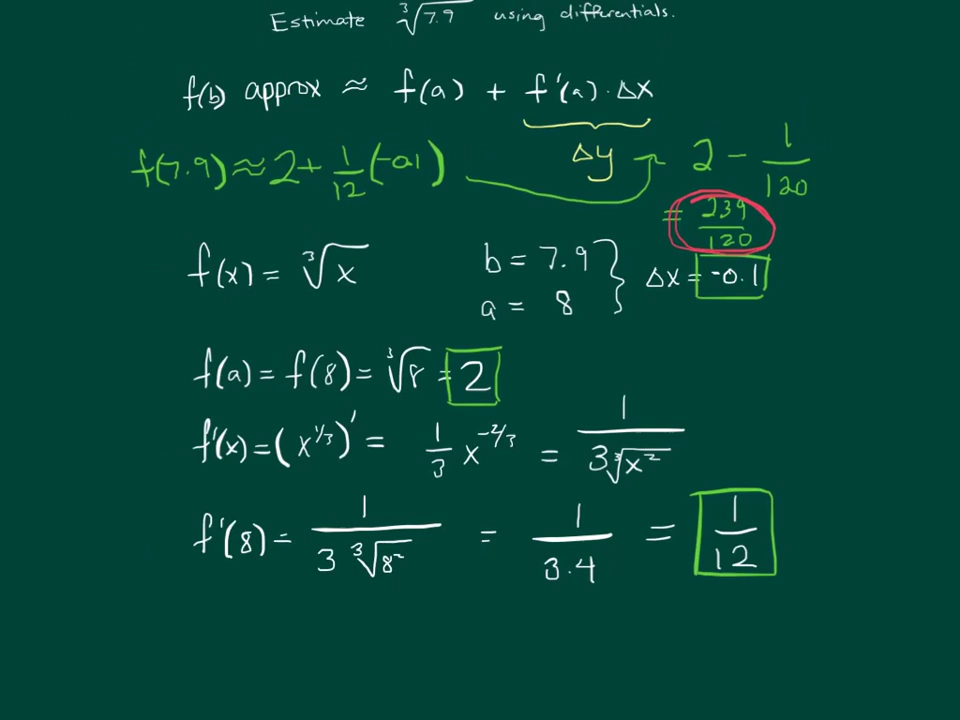 Estimate ∛7.9 using differentials.
f(b) approx ≈ f(a) + f'(a)·Δx
Δy
f(7.9) ≈ 2 + 1/12 (-0.1)
2 - 1/120
= 239/120
f(x) = ∛x
b = 7.9
a = 8
Δx = -0.1
f(a) = f(8) = ∛8 = 2
f'(x) = (x^1/3)' = 1/3 x^-2/3 = 1/(3∛x²)
f'(8) = 1/(3 ∛8²) = 1/(3·4) = 1/12